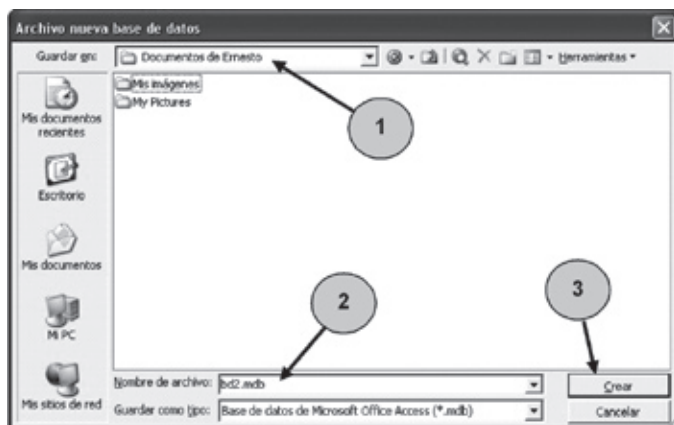 Archivo nueva base de datos
Guardar en: Documentos de Ernesto Herramientas
Mis imágenes
My Pictures
Mis documentos recientes
Escritorio
Mis documentos
Mi PC
Mis sitios de red
1
2
3
Nombre de archivo: bd2.mdb Crear
Guardar como tipo: Base de datos de Microsoft Office Access (*.mdb) Cancelar